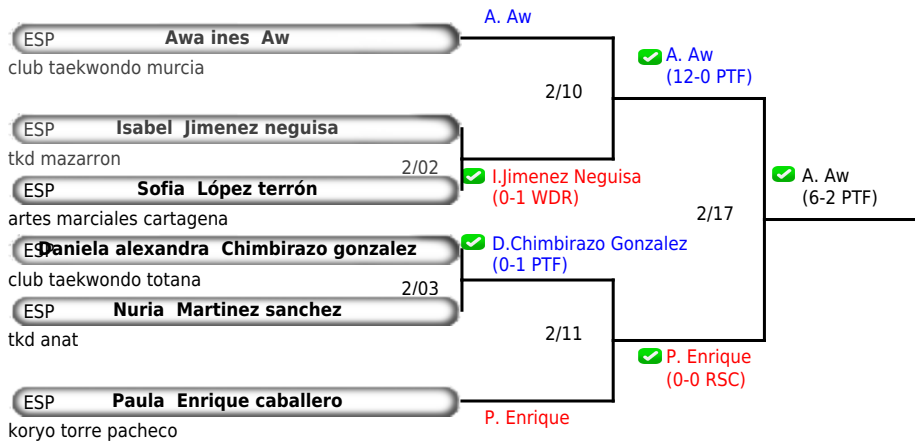 A. Aw
ESP Awa ines Aw
club taekwondo murcia
A. Aw
(12-0 PTF)
2/10
ESP Isabel Jimenez neguisa
tkd mazarron
2/02
I.Jimenez Neguisa
(0-1 WDR)
ESP Sofia López terrón
artes marciales cartagena
A. Aw
(6-2 PTF)
2/17
ESP Daniela alexandra Chimbirazo gonzalez
club taekwondo totana
D.Chimbirazo Gonzalez
(0-1 PTF)
2/03
ESP Nuria Martinez sanchez
tkd anat
2/11
P. Enrique
(0-0 RSC)
ESP Paula Enrique caballero
koryo torre pacheco
P. Enrique